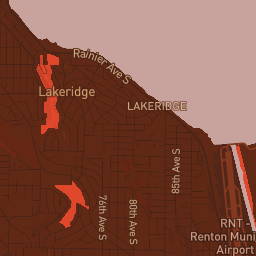 Rainier Ave S
Lakeridge
LAKERIDGE
85th Ave S
76th Ave S
80th Ave S
RNT -
Renton Muni
Airport